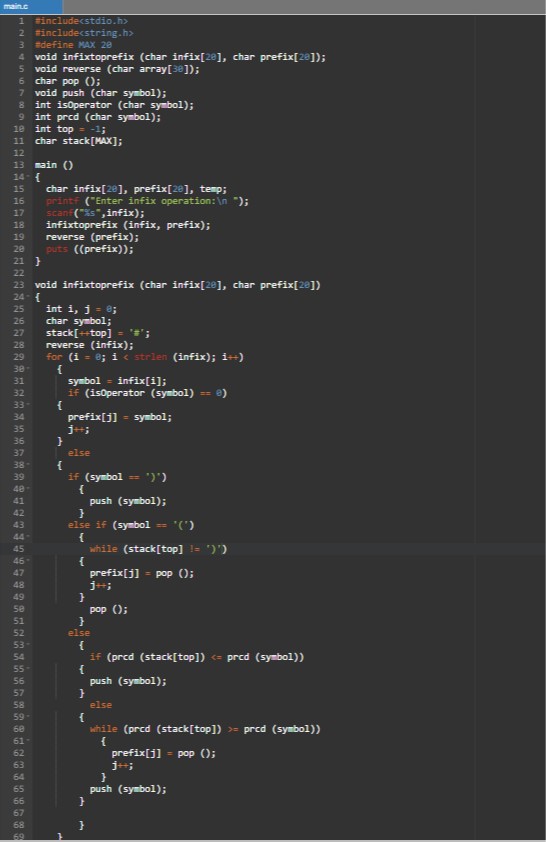 main.c
1 #include<stdio.h>
2 #include<string.h>
3 #define MAX 20
4 void infixtoprefix (char infix[20], char prefix[20]);
5 void reverse (char array[30]);
6 char pop ();
7 void push (char symbol);
8 int isOperator (char symbol);
9 int prcd (char symbol);
10 int top = -1;
11 char stack[MAX];
12
13 main ()
14 {
15 char infix[20], prefix[20], temp;
16 printf ("Enter infix operation:\n ");
17 scanf("%s",infix);
18 infixtoprefix (infix, prefix);
19 reverse (prefix);
20 puts ((prefix));
21 }
22
23 void infixtoprefix (char infix[20], char prefix[20])
24 {
25 int i, j = 0;
26 char symbol;
27 stack[++top] = '#';
28 reverse (infix);
29 for (i = 0; i < strlen (infix); i++)
30 {
31 symbol = infix[i];
32 if (isOperator (symbol) == 0)
33 {
34 prefix[j] = symbol;
35 j++;
36 }
37 else
38 {
39 if (symbol == ')')
40 {
41 push (symbol);
42 }
43 else if (symbol == '(')
44 {
45 while (stack[top] != ')')
46 {
47 prefix[j] = pop ();
48 j++;
49 }
50 pop ();
51 }
52 else
53 {
54 if (prcd (stack[top]) <= prcd (symbol))
55 {
56 push (symbol);
57 }
58 else
59 {
60 while (prcd (stack[top]) >= prcd (symbol))
61 {
62 prefix[j] = pop ();
63 j++;
64 }
65 push (symbol);
66 }
67
68 }
69 }